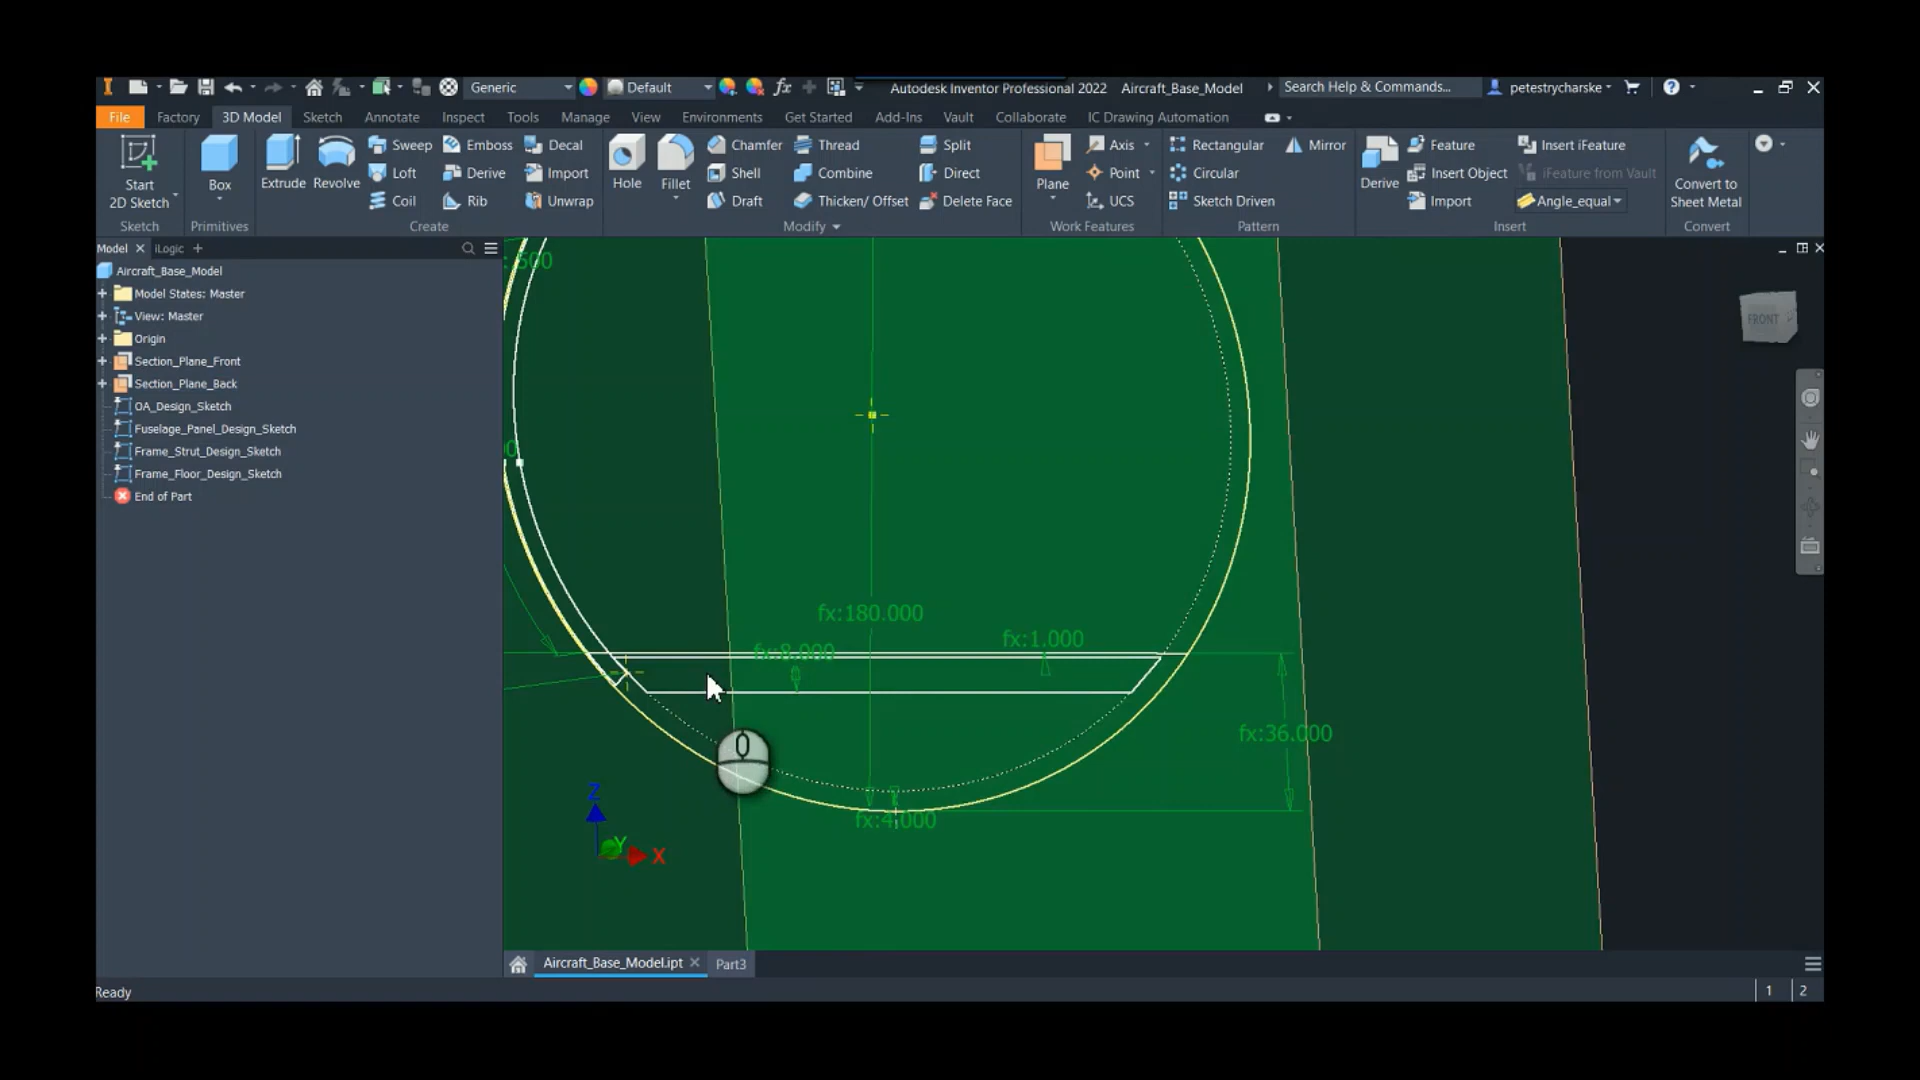 Generic Default fx Autodesk Inventor Professional 2022 Aircraft_Base_Model Search Help & Commands... petestrycharske
File Factory 3D Model Sketch Annotate Inspect Tools Manage View Environments Get Started Add-Ins Vault Collaborate IC Drawing Automation
Start 2D Sketch
Sketch
Box
Primitives
Extrude Revolve
Sweep Emboss Decal
Loft Derive Import
Coil Rib Unwrap
Create
Hole Fillet
Chamfer Thread Split
Shell Combine Direct
Draft Thicken/ Offset Delete Face
Modify
Plane
Axis
Point
UCS
Work Features
Rectangular Mirror
Circular
Sketch Driven
Pattern
Derive
Feature Insert iFeature
Insert Object iFeature from Vault
Import Angle_equal
Insert
Convert to
Sheet Metal
Convert
Model iLogic +
Aircraft_Base_Model
Model States: Master
View: Master
Origin
Section_Plane_Front
Section_Plane_Back
OA_Design_Sketch
Fuselage_Panel_Design_Sketch
Frame_Strut_Design_Sketch
Frame_Floor_Design_Sketch
End of Part
FRONT
fx:180.000
fx:1.000
fx:8.000
fx:36.000
fx:4.000
Z
Y
X
Aircraft_Base_Model.ipt Part3
Ready
1 2